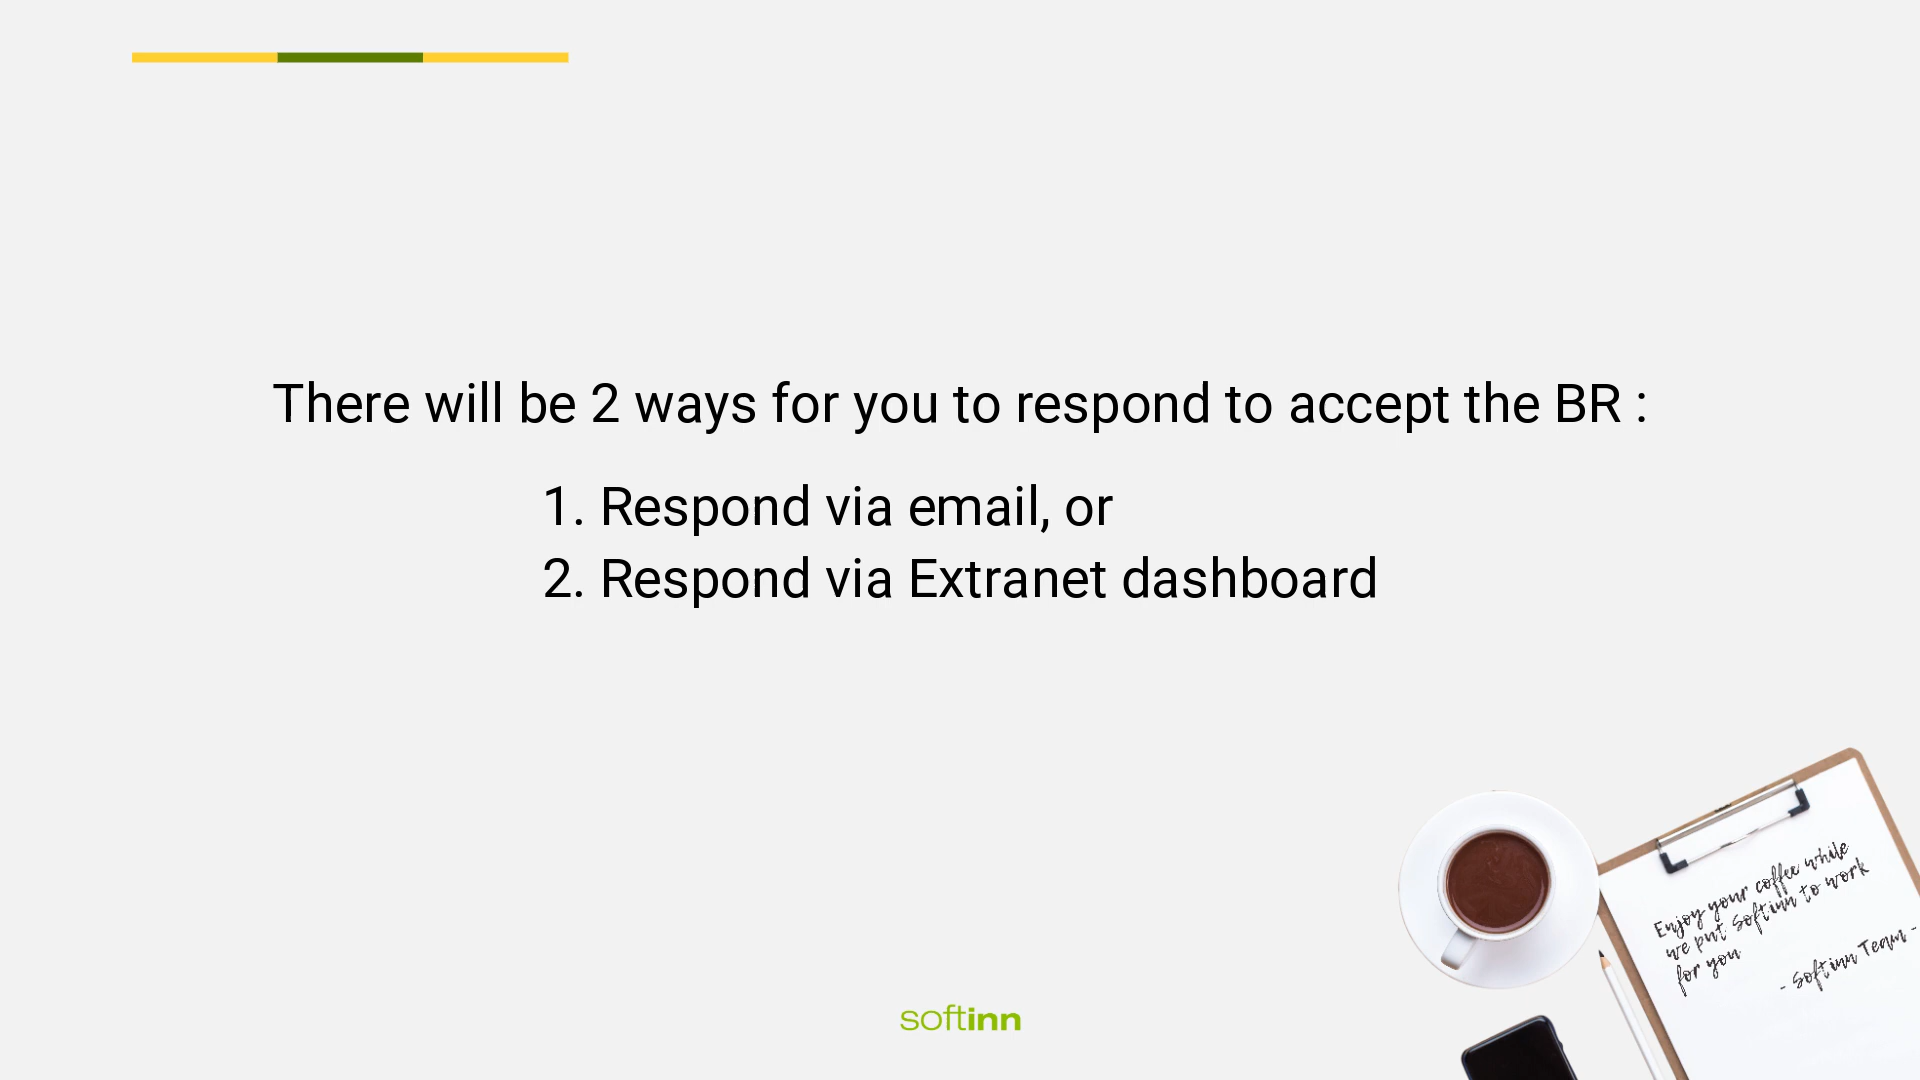 There will be 2 ways for you to respond to accept the BR :
1. Respond via email, or
2. Respond via Extranet dashboard
Enjoy your coffee while
we put Softinn to work
for you
- Softinn Team -
softinn